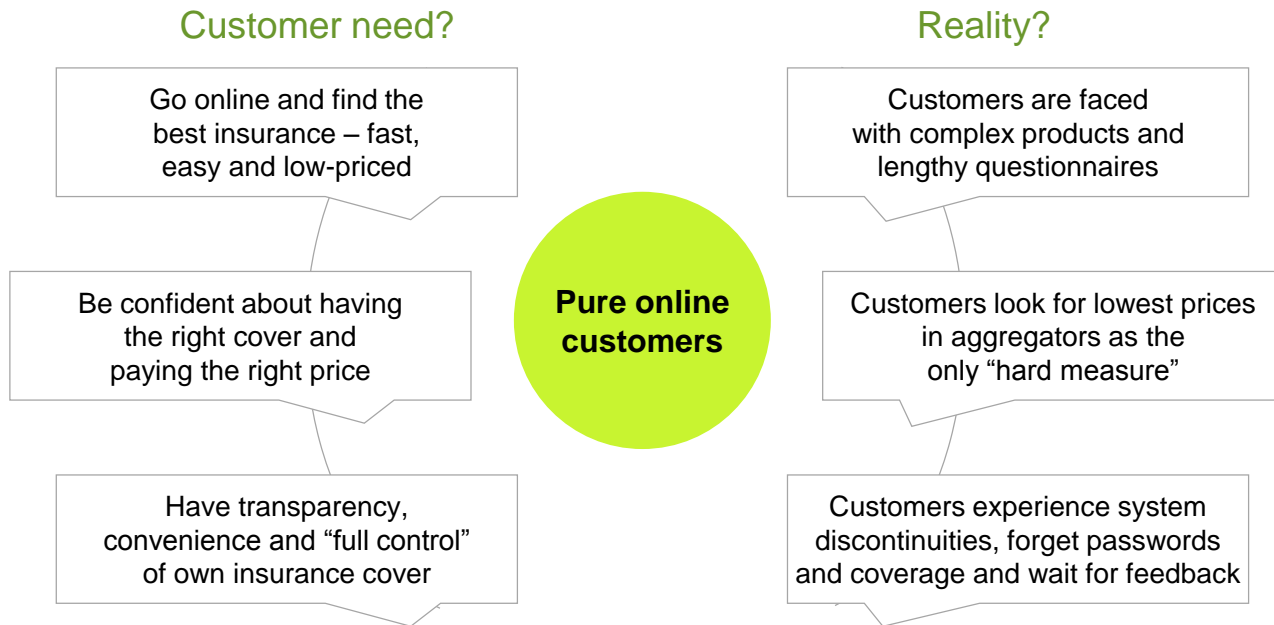 Customer need?
Go online and find the
best insurance – fast,
easy and low-priced
Be confident about having
the right cover and
paying the right price
Have transparency,
convenience and “full control”
of own insurance cover
Pure online
customers
Reality?
Customers are faced
with complex products and
lengthy questionnaires
Customers look for lowest prices
in aggregators as the
only “hard measure”
Customers experience system
discontinuities, forget passwords
and coverage and wait for feedback